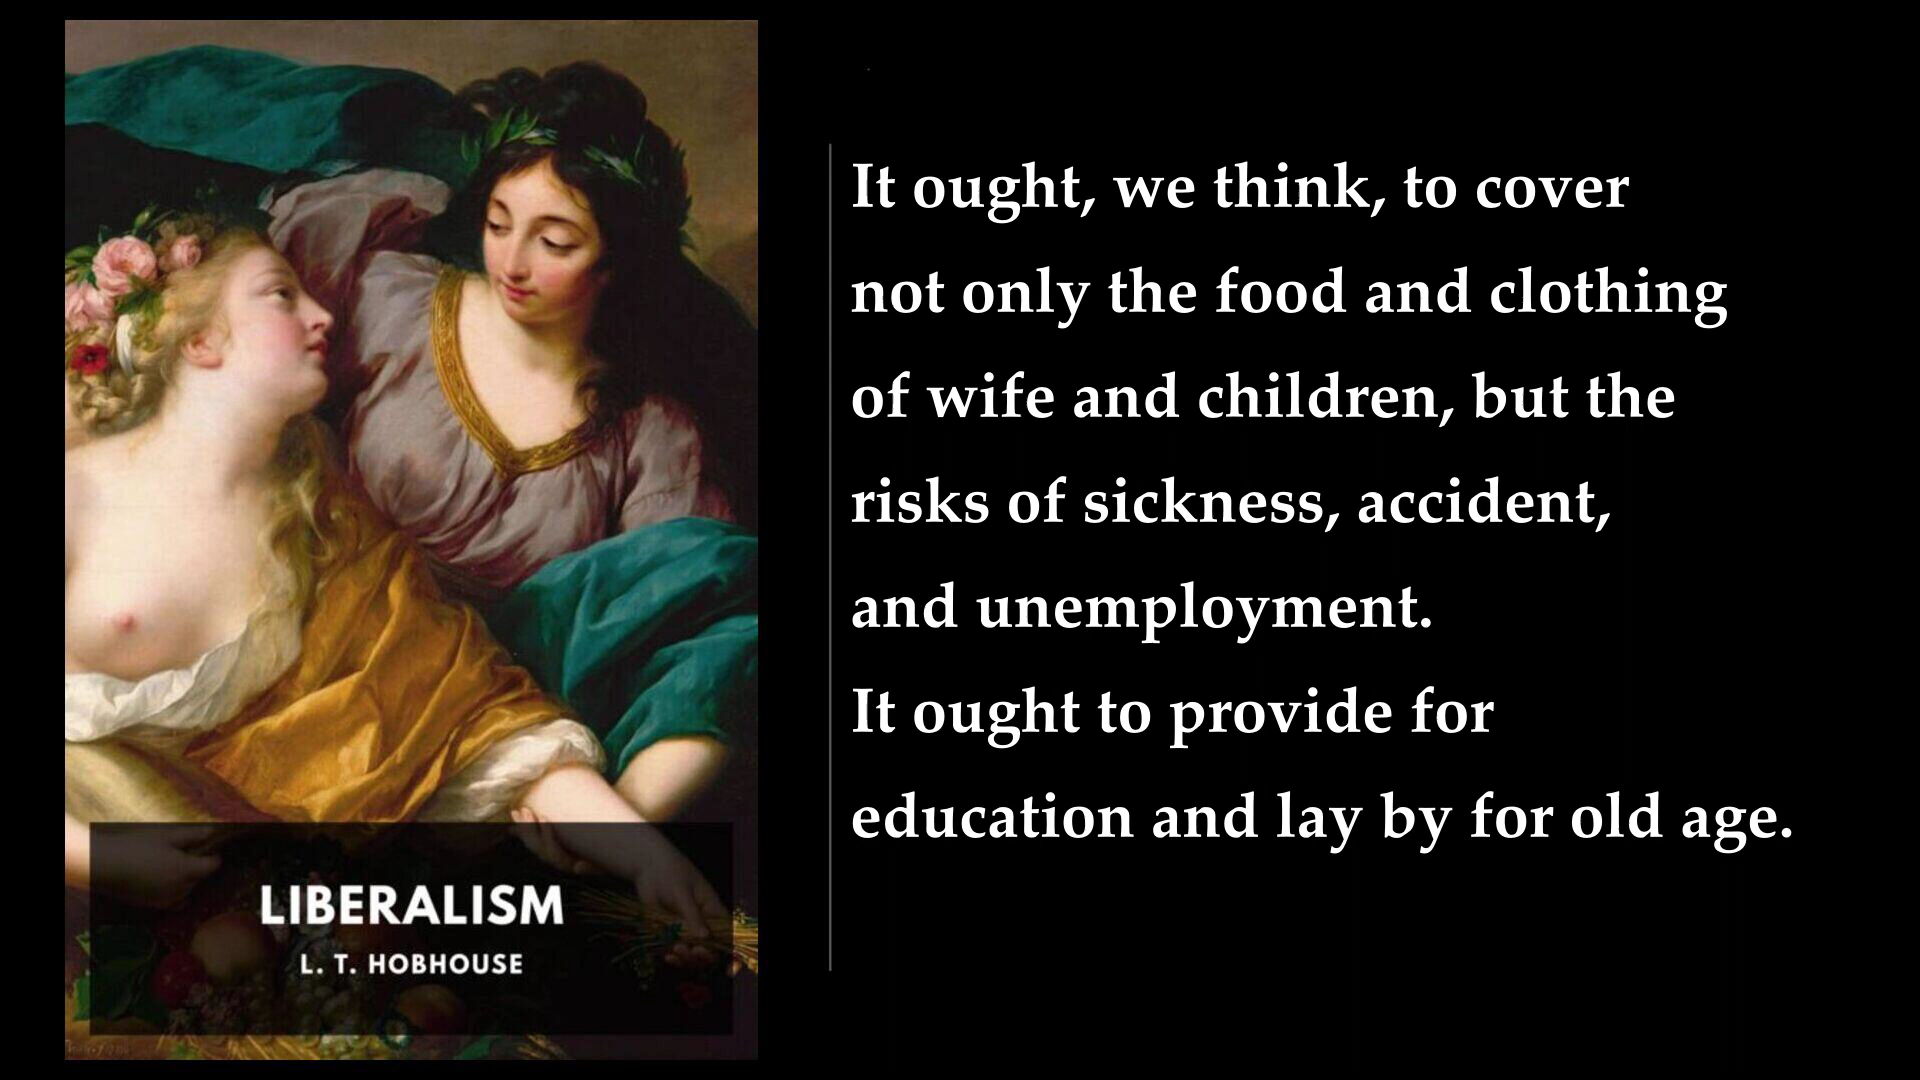 It ought, we think, to cover
not only the food and clothing
of wife and children, but the
risks of sickness, accident,
and unemployment.
It ought to provide for
education and lay by for old age.
LIBERALISM
L. T. HOBHOUSE